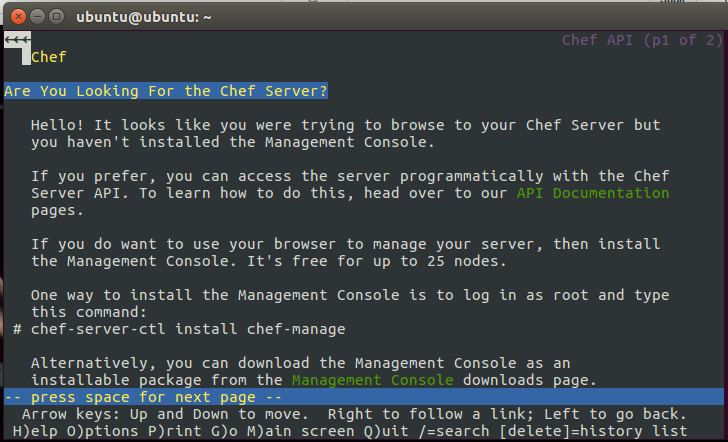 ubuntu@ubuntu: ~
←←← Chef API (p1 of 2)
Chef
Are You Looking For the Chef Server?
Hello! It looks like you were trying to browse to your Chef Server but
you haven't installed the Management Console.
If you prefer, you can access the server programmatically with the Chef
Server API. To learn how to do this, head over to our API Documentation
pages.
If you do want to use your browser to manage your server, then install
the Management Console. It's free for up to 25 nodes.
One way to install the Management Console is to log in as root and type
this command:
# chef-server-ctl install chef-manage
Alternatively, you can download the Management Console as an
installable package from the Management Console downloads page.
-- press space for next page --
Arrow keys: Up and Down to move.  Right to follow a link; Left to go back.
H)elp O)ptions P)rint G)o M)ain screen Q)uit /=search [delete]=history list